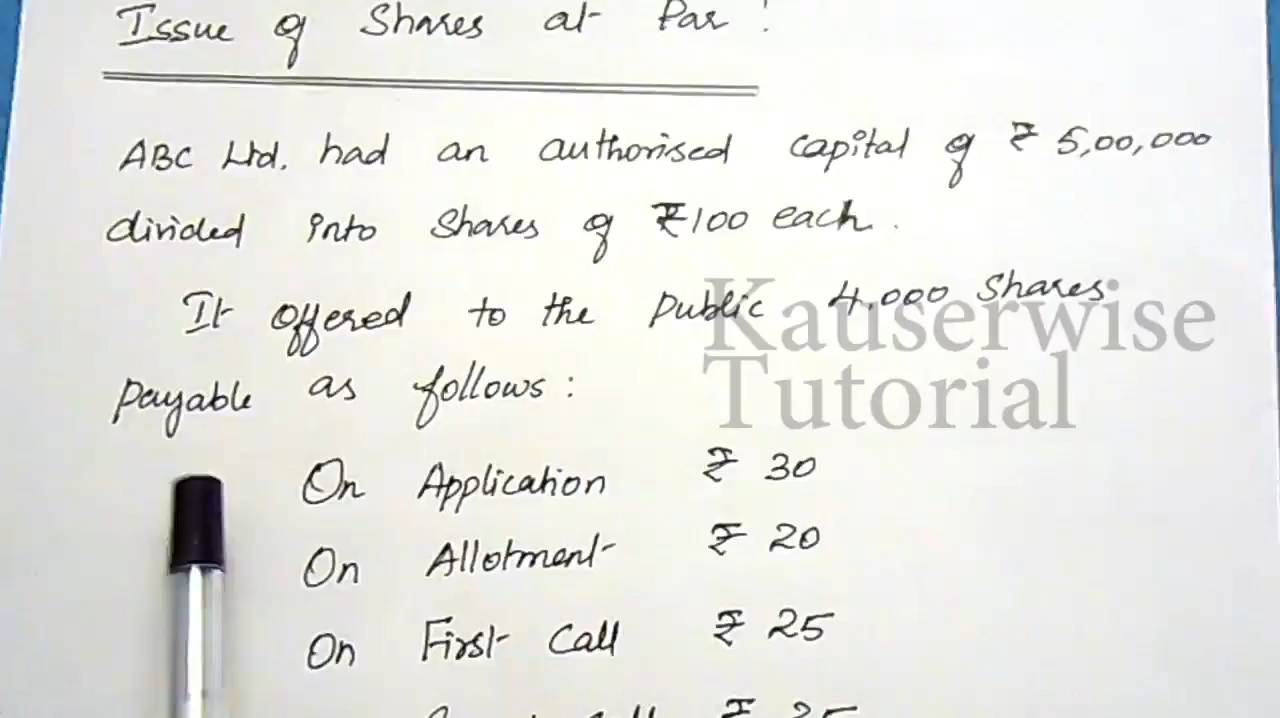 Issue of Shares at Par :
ABC Ltd. had an authorised capital of ₹ 5,00,000
divided into shares of ₹100 each.
It offered to the public 4,000 shares
payable as follows :
Kauserwise
Tutorial
On Application ₹ 30
On Allotment ₹ 20
On First Call ₹ 25
₹ 25